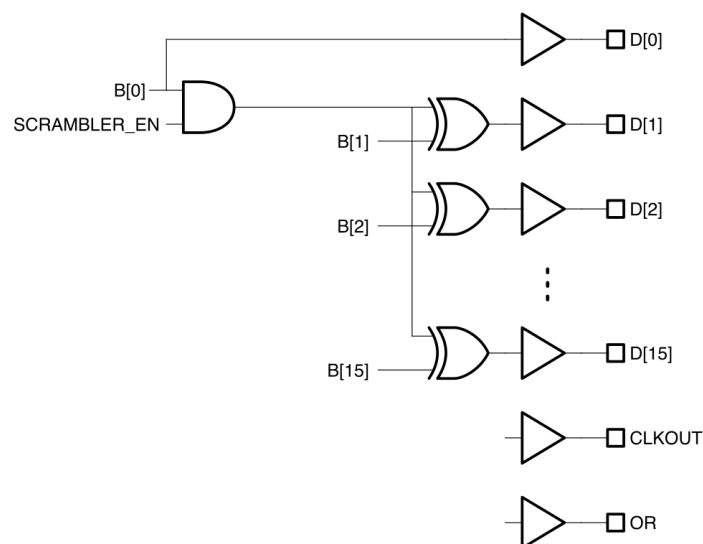 D[0]
B[0]
SCRAMBLER_EN
D[1]
B[1]
D[2]
B[2]
D[15]
B[15]
CLKOUT
OR